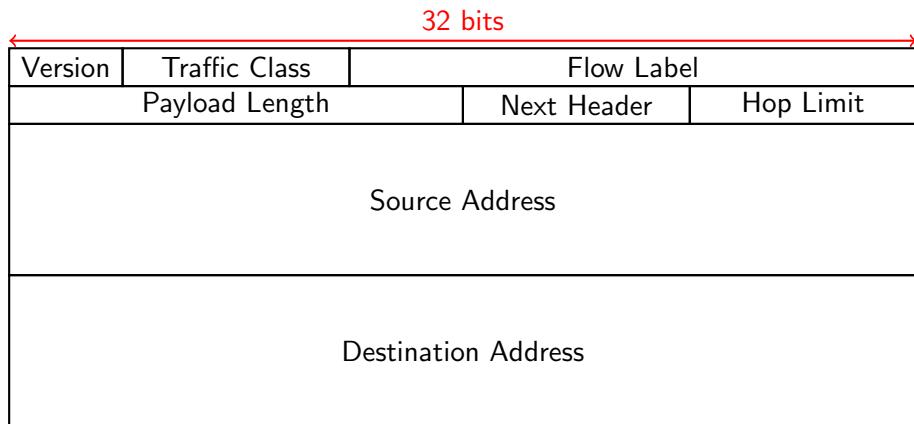 32 bits
Version Traffic Class Flow Label
Payload Length Next Header Hop Limit
Source Address
Destination Address